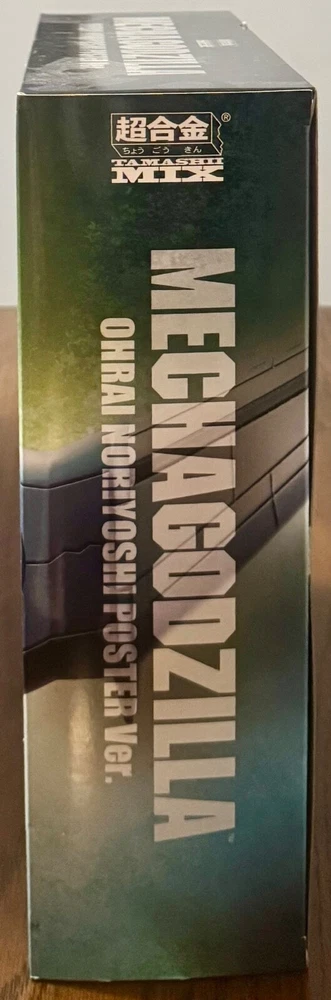 超合金®
ちょうごうきん
TAMASHII
MIX
MECHAGODZILLA
OHRAI NORIYOSHI POSTER Ver.